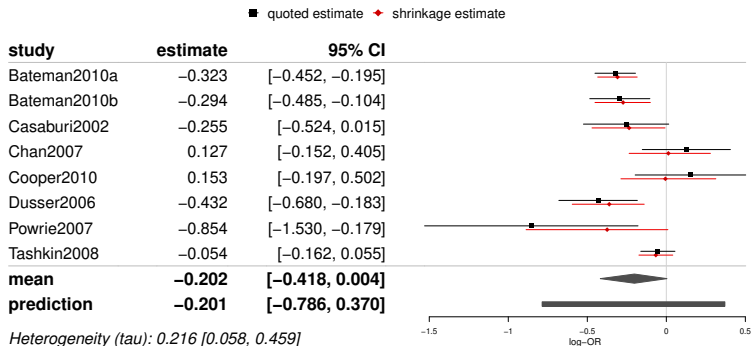 quoted estimate shrinkage estimate
study estimate 95% CI
Bateman2010a −0.323 [−0.452, −0.195]
Bateman2010b −0.294 [−0.485, −0.104]
Casaburi2002 −0.255 [−0.524, 0.015]
Chan2007 0.127 [−0.152, 0.405]
Cooper2010 0.153 [−0.197, 0.502]
Dusser2006 −0.432 [−0.680, −0.183]
Powrie2007 −0.854 [−1.530, −0.179]
Tashkin2008 −0.054 [−0.162, 0.055]
mean −0.202 [−0.418, 0.004]
prediction −0.201 [−0.786, 0.370]
−1.5 −1 −0.5 0 0.5
log−OR
Heterogeneity (tau): 0.216 [0.058, 0.459]